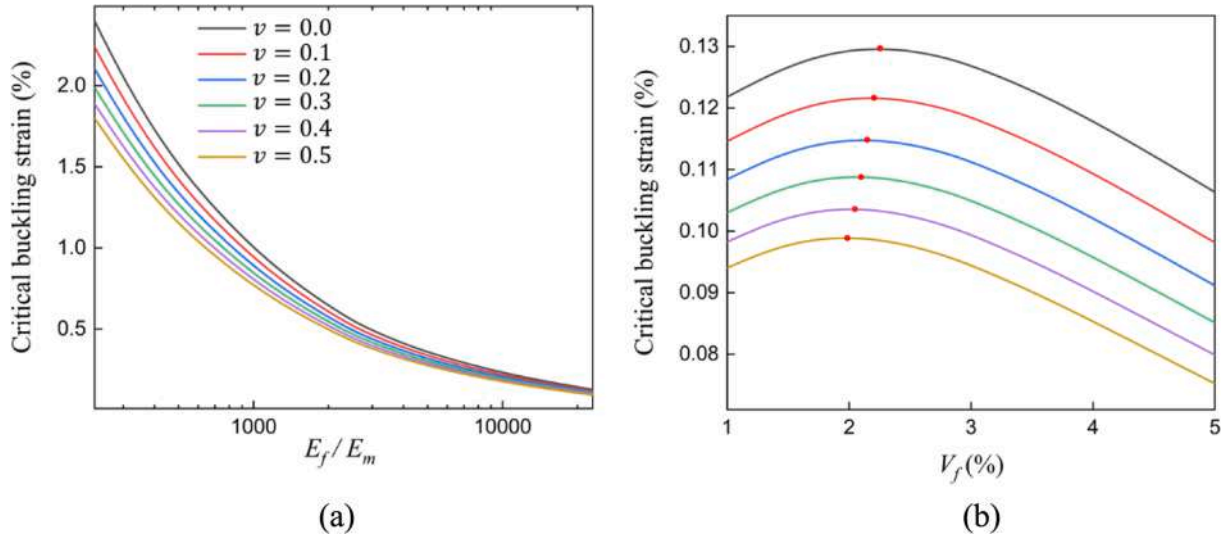 Critical buckling strain (%)
2.0
1.5
1.0
0.5
v = 0.0
v = 0.1
v = 0.2
v = 0.3
v = 0.4
v = 0.5
1000 10000
E_f / E_m
(a)
Critical buckling strain (%)
0.13
0.12
0.11
0.10
0.09
0.08
1 2 3 4 5
V_f (%)
(b)